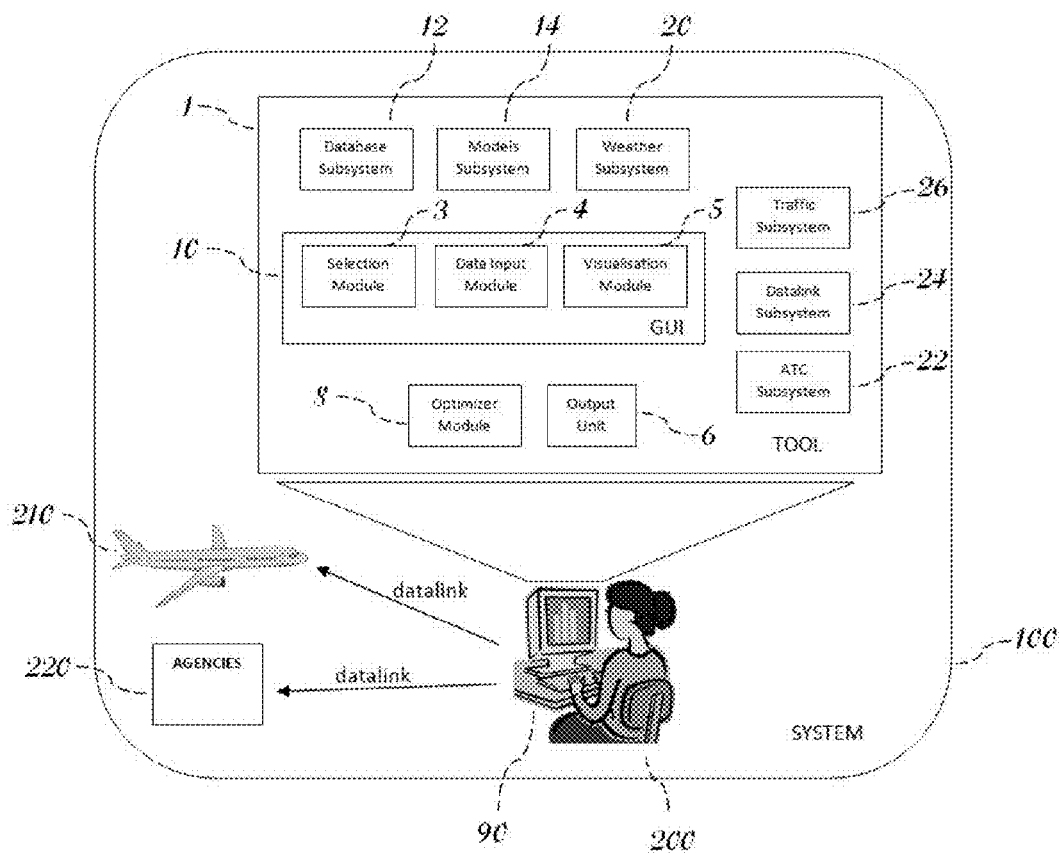 12
14
20
1
Database
Subsystem
Models
Subsystem
Weather
Subsystem
26
Traffic
Subsystem
3
4
5
10
Selection
Module
Data Input
Module
Visualisation
Module
GUI
24
Datalink
Subsystem
22
ATC
Subsystem
8
Optimizer
Module
Output
Unit
6
TOOL
210
datalink
220
AGENCIES
datalink
100
SYSTEM
90
200